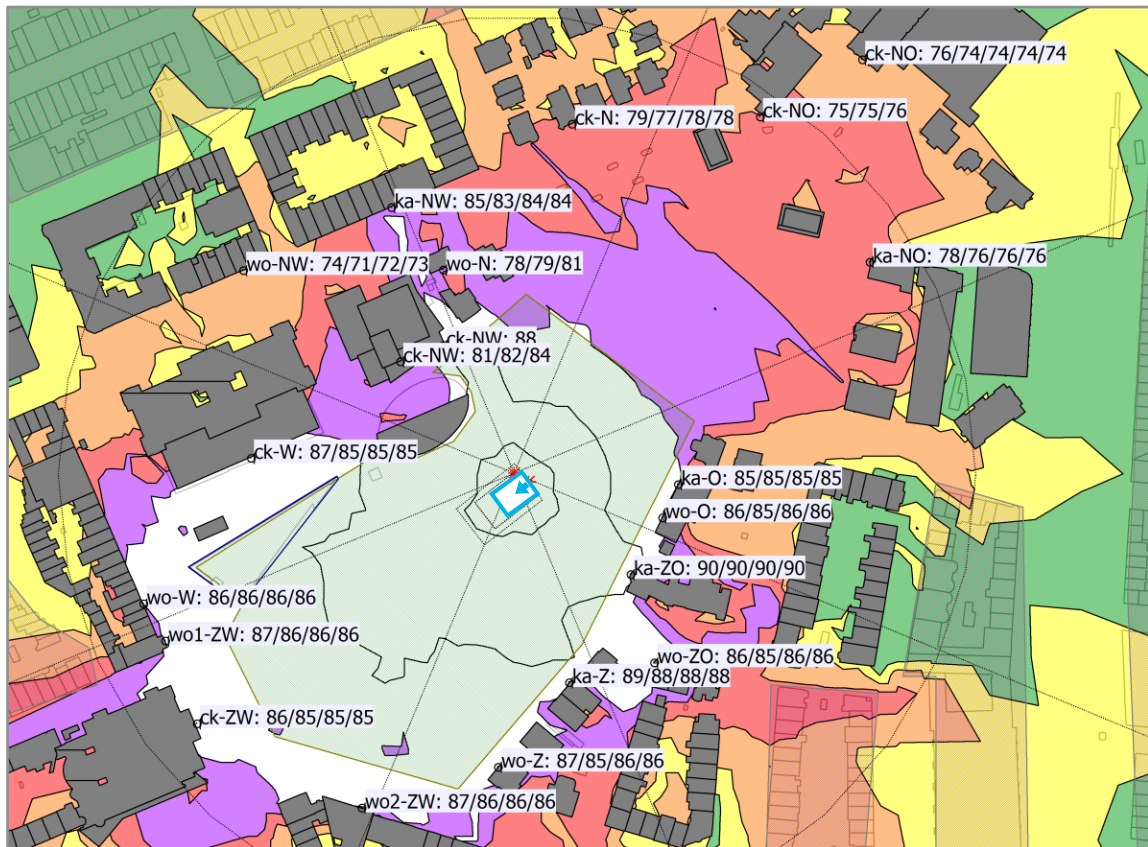 ck-NO: 76/74/74/74/74
ck-N: 79/77/78/78
ck-NO: 75/75/76
ka-NW: 85/83/84/84
ka-NO: 78/76/76/76
wo-NW: 74/71/72/73
wo-N: 78/79/81
ck-NW: 88
ck-NW: 81/82/84
ck-W: 87/85/85/85
ka-O: 85/85/85/85
wo-O: 86/85/86/86
ka-ZO: 90/90/90/90
wo-W: 86/86/86/86
wo1-ZW: 87/86/86/86
wo-ZO: 86/85/86/86
ka-Z: 89/88/88/88
ck-ZW: 86/85/85/85
wo-Z: 87/85/86/86
wo2-ZW: 87/86/86/86